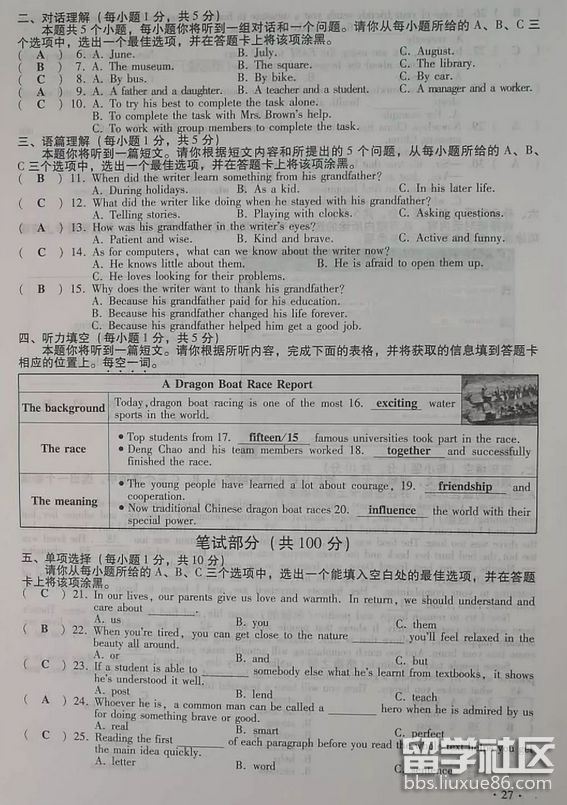 二、对话理解（每小题1分，共5分）
本题共5个小题，每小题你将听到一组对话和一个问题。请你从每小题所给的A、B、C三
个选项中，选出一个最佳选项，并在答题卡上将该项涂黑。
( A ) 6. A. June. B. July. C. August.
( B ) 7. A. The museum. B. The square. C. The library.
( C ) 8. A. By bus. B. By bike. C. By car.
( A ) 9. A. A father and a daughter. B. A teacher and a student. C. A manager and a worker.
( C ) 10. A. To try his best to complete the task alone.
B. To complete the task with Mrs. Brown's help.
C. To work with group members to complete the task.
三、语篇理解（每小题1分，共5分）
本题你将听到一篇短文。请你根据短文内容和所提出的5个问题，从每小题所给的A、B、
C三个选项中，选出一个最佳选项，并在答题卡上将该项涂黑。
( B ) 11. When did the writer learn something from his grandfather?
A. During holidays. B. As a kid. C. In his later life.
( C ) 12. What did the writer like doing when he stayed with his grandfather?
A. Telling stories. B. Playing with clocks. C. Asking questions.
( A ) 13. How was his grandfather in the writer's eyes?
A. Patient and wise. B. Kind and brave. C. Active and funny.
( C ) 14. As for computers, what can we know about the writer now?
A. He knows little about them. B. He is afraid to open them up.
C. He loves looking for their problems.
( B ) 15. Why does the writer want to thank his grandfather?
A. Because his grandfather paid for his education.
B. Because his grandfather changed his life forever.
C. Because his grandfather helped him get a good job.
四、听力填空（每小题1分，共5分）
本题你将听到一篇短文。请你根据所听内容，完成下面的表格，并将获取的信息填到答题卡
相应的位置上。每空一词。
A Dragon Boat Race Report
The background
Today, dragon boat racing is one of the most 16. exciting water
sports in the world.
The race
• Top students from 17. fifteen/15 famous universities took part in the race.
• Deng Chao and his team members worked 18. together and successfully
finished the race.
The meaning
• The young people have learned a lot about courage, 19. friendship and
cooperation.
• Now traditional Chinese dragon boat races 20. influence the world with their
special power.
笔试部分（共100分）
五、单项选择（每小题1分，共10分）
请你从每小题所给的A、B、C三个选项中，选出一个能填入空白处的最佳选项，并在答题
卡上将该项涂黑。
( C ) 21. In our lives, our parents give us love and warmth. In return, we should understand and
care about ________.
A. us B. you C. them
( B ) 22. When you're tired, you can get close to the nature ________ you'll feel relaxed in the
beauty all around.
A. or B. and C. but
( C ) 23. If a student is able to ________ somebody else what he's learnt from textbooks, it shows
he's understood it well.
A. post B. lend C. teach
( A ) 24. Whoever he is, a common man can be called a ________ hero when he is admired by us
for doing something brave or good.
A. real B. smart C. perfect
( C ) 25. Reading the first ________ of each paragraph before you read the whole text helps you get
the main idea quickly.
A. letter B. word C. sentence
· 27 ·
留学社区
bbs.liuxue86.com